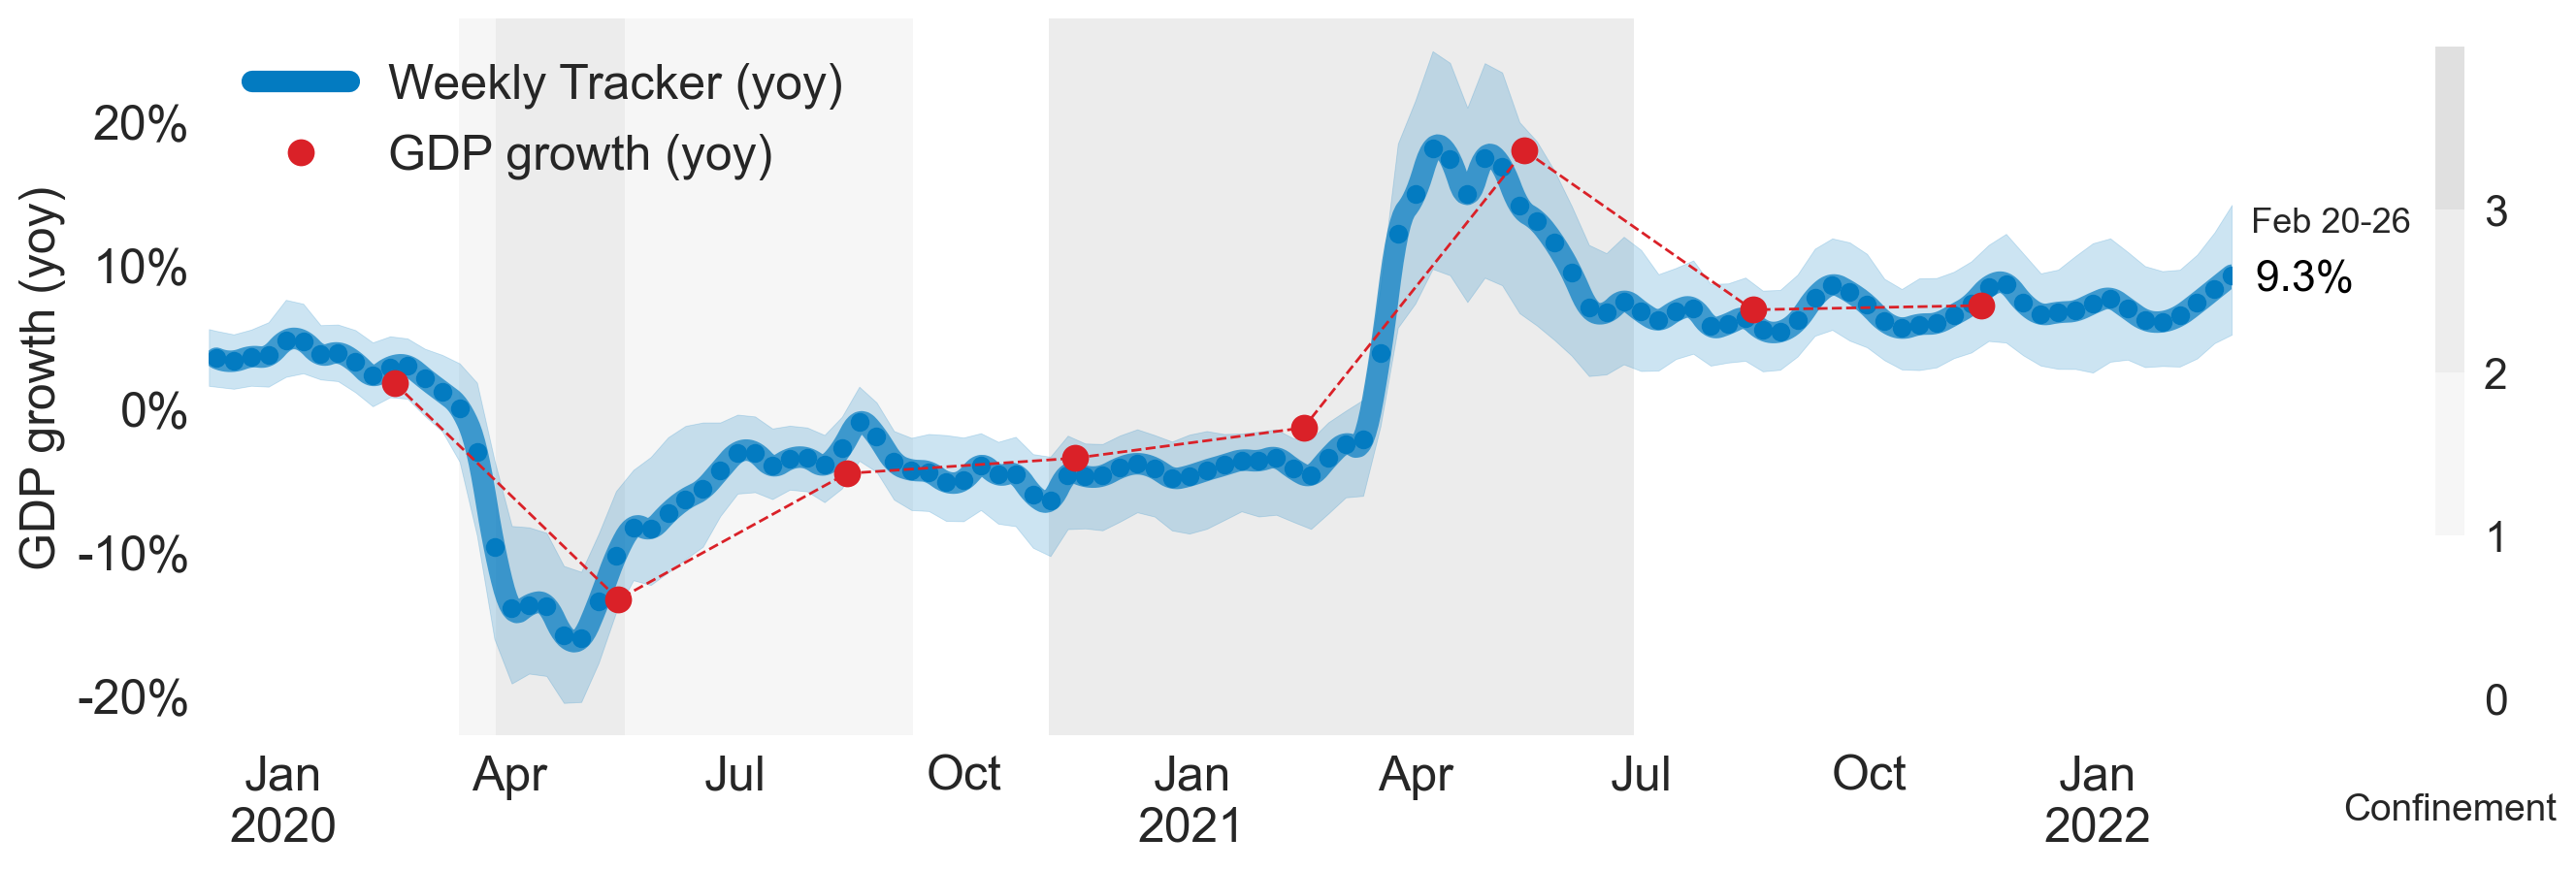 Weekly Tracker (yoy)
GDP growth (yoy)
GDP growth (yoy)
20%
10%
0%
-10%
-20%
Feb 20-26
9.3%
3
2
1
0
Jan Apr Jul Oct Jan Apr Jul Oct Jan
2020 2021 2022
Confinement